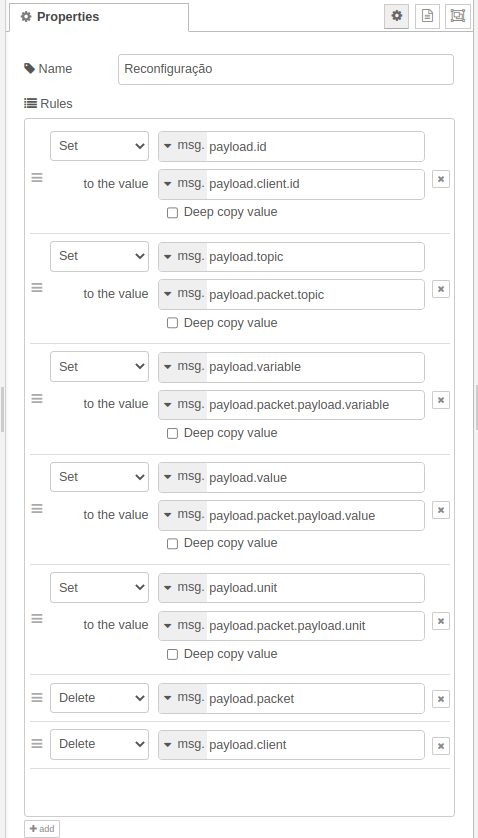 Properties
Name
Reconfiguração
Rules
Set msg. payload.id
to the value msg. payload.client.id
Deep copy value
Set msg. payload.topic
to the value msg. payload.packet.topic
Deep copy value
Set msg. payload.variable
to the value msg. payload.packet.payload.variable
Deep copy value
Set msg. payload.value
to the value msg. payload.packet.payload.value
Deep copy value
Set msg. payload.unit
to the value msg. payload.packet.payload.unit
Deep copy value
Delete msg. payload.packet
Delete msg. payload.client
add